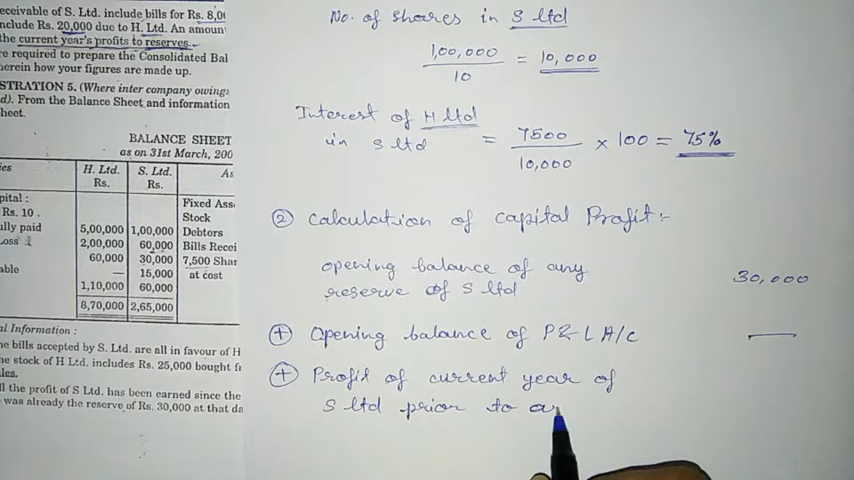 eceivable of S. Ltd. include bills for Rs. 8,0
nclude Rs. 20,000 due to H. Ltd. An amoun
the current year's profits to reserves.
re required to prepare the Consolidated Bal
herein how your figures are made up.
STRATION 5. (Where inter company owings
d). From the Balance Sheet and information
heet.
BALANCE SHEET
as on 31st March, 200
ies H. Ltd. S. Ltd. As
Rs. Rs.
pital : Fixed Ass
Rs. 10 . Stock
ully paid 5,00,000 1,00,000 Debtors
Loss 2,00,000 60,000 Bills Recei
60,000 30,000 7,500 Shar
able — 15,000 at cost
1,10,000 60,000
8,70,000 2,65,000
al Information :
he bills accepted by S. Ltd. are all in favour of H
he stock of H Ltd. includes Rs. 25,000 bought f
les.
ll the profit of S Ltd. has been earned since the
was already the reserve of Rs. 30,000 at that da
No. of shares in S ltd
1,00,000 / 10 = 10,000
Interest of H ltd
in S ltd = 7500 / 10,000 × 100 = 75%
② Calculation of capital Profit:-
opening balance of any
reserve of S ltd 30,000
⊕ Opening balance of P&L A/c —
⊕ Profit of current year of
S ltd prior to